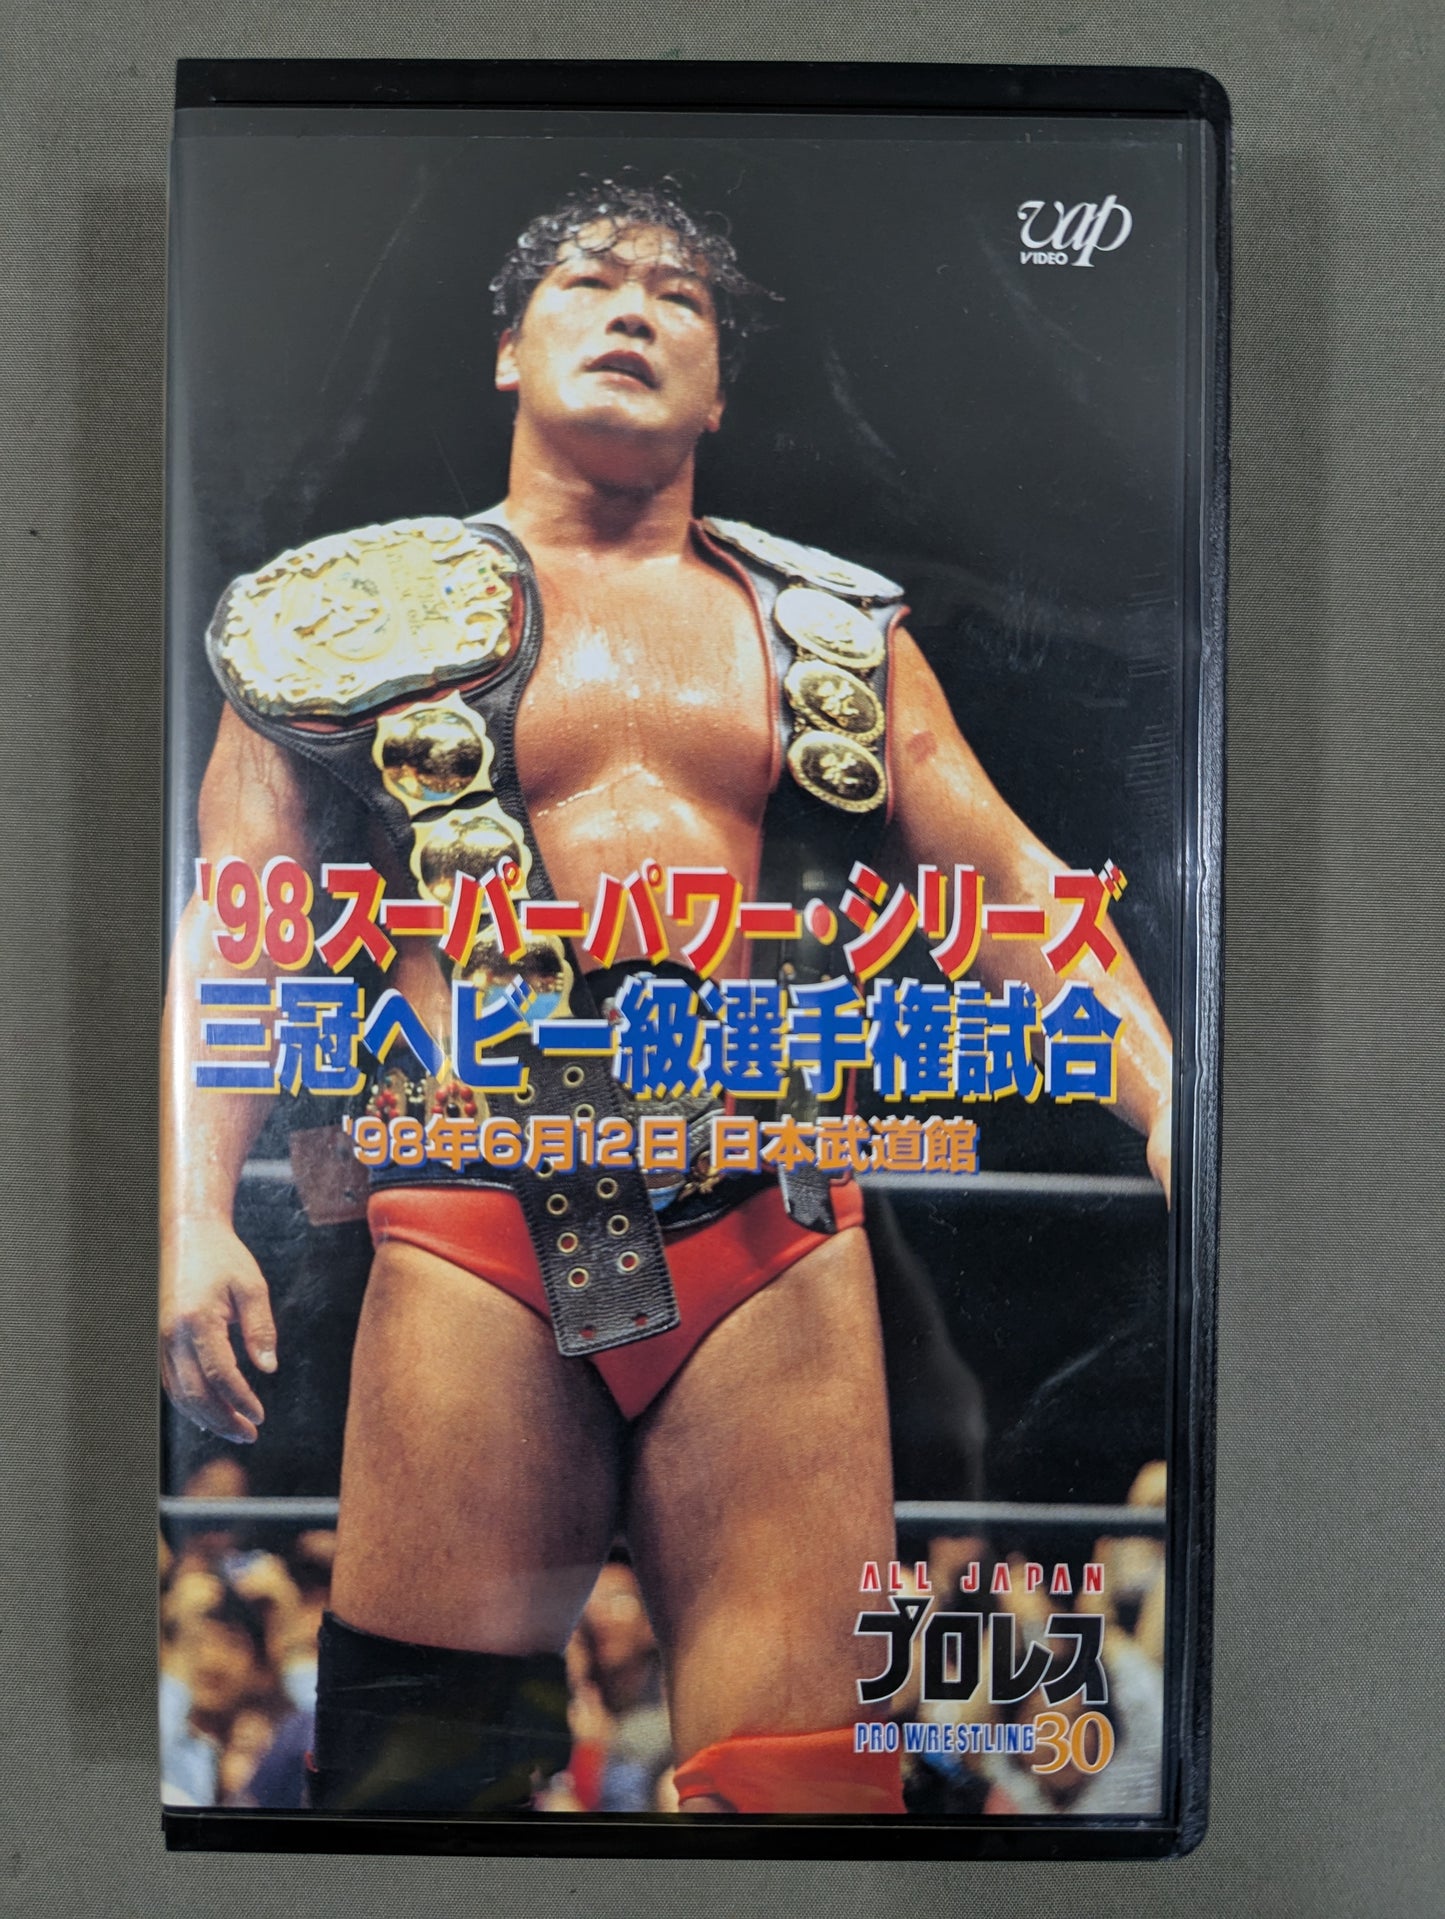 vap
VIDEO
'98スーパーパワー・シリーズ
三冠ヘビー級選手権試合
'98年6月12日 日本武道館
ALL JAPAN
プロレス
PRO WRESTLING 30